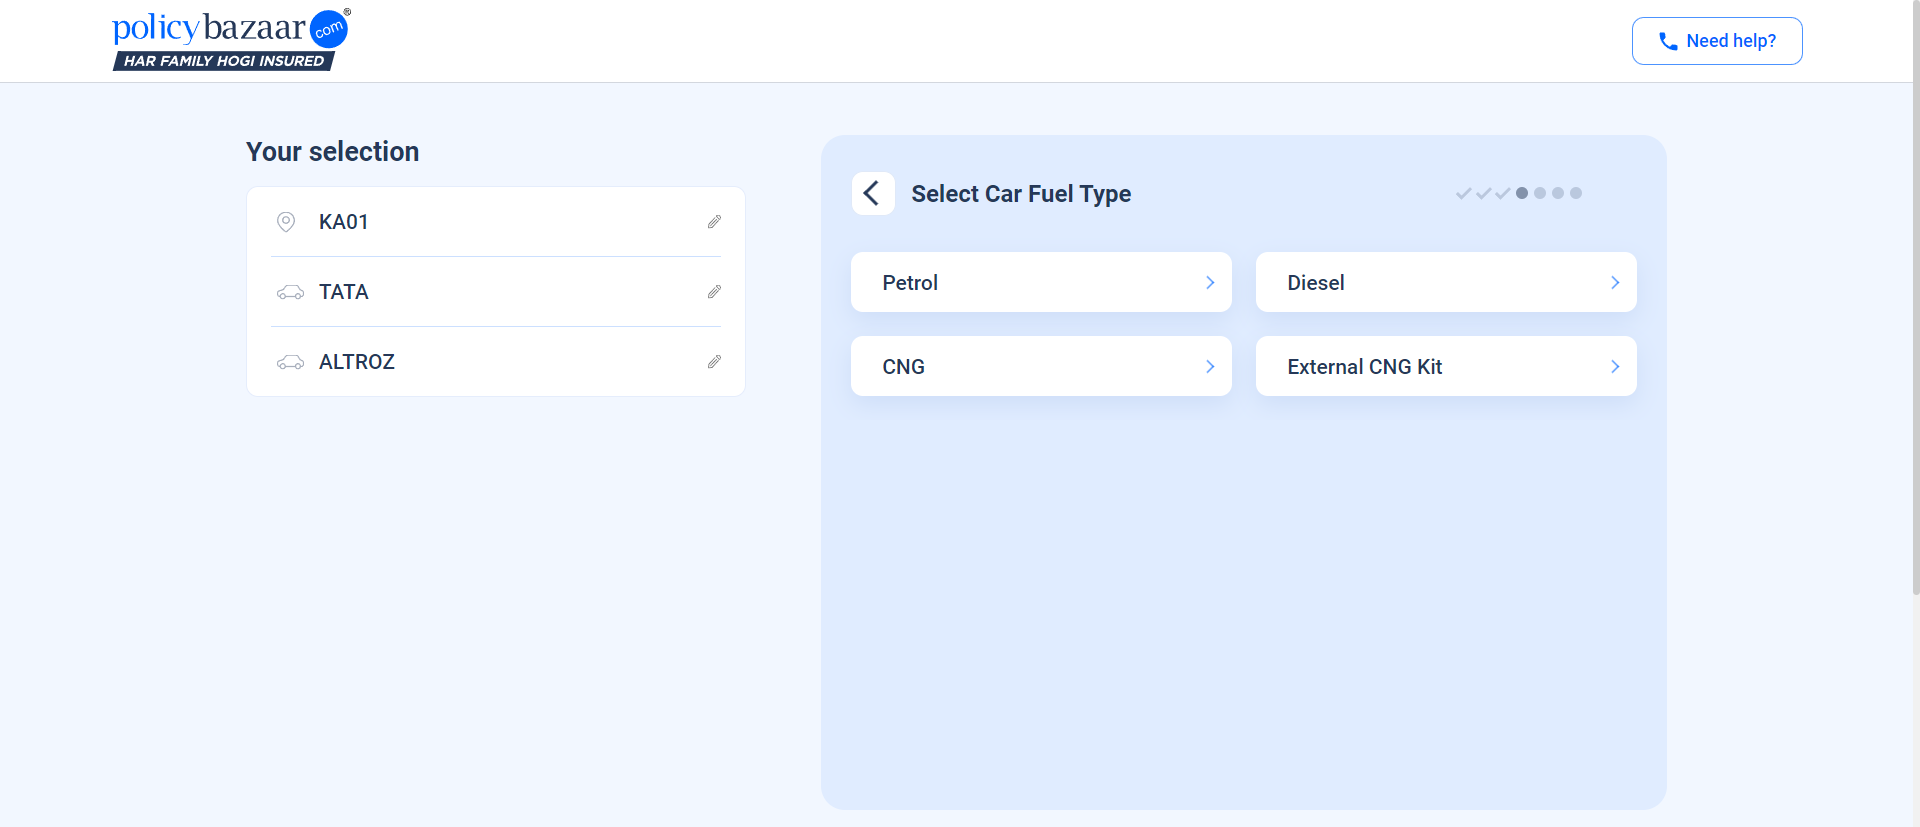 policybazaar.com®
HAR FAMILY HOGI INSURED
Need help?
Your selection
KA01
TATA
ALTROZ
Select Car Fuel Type
Petrol
Diesel
CNG
External CNG Kit